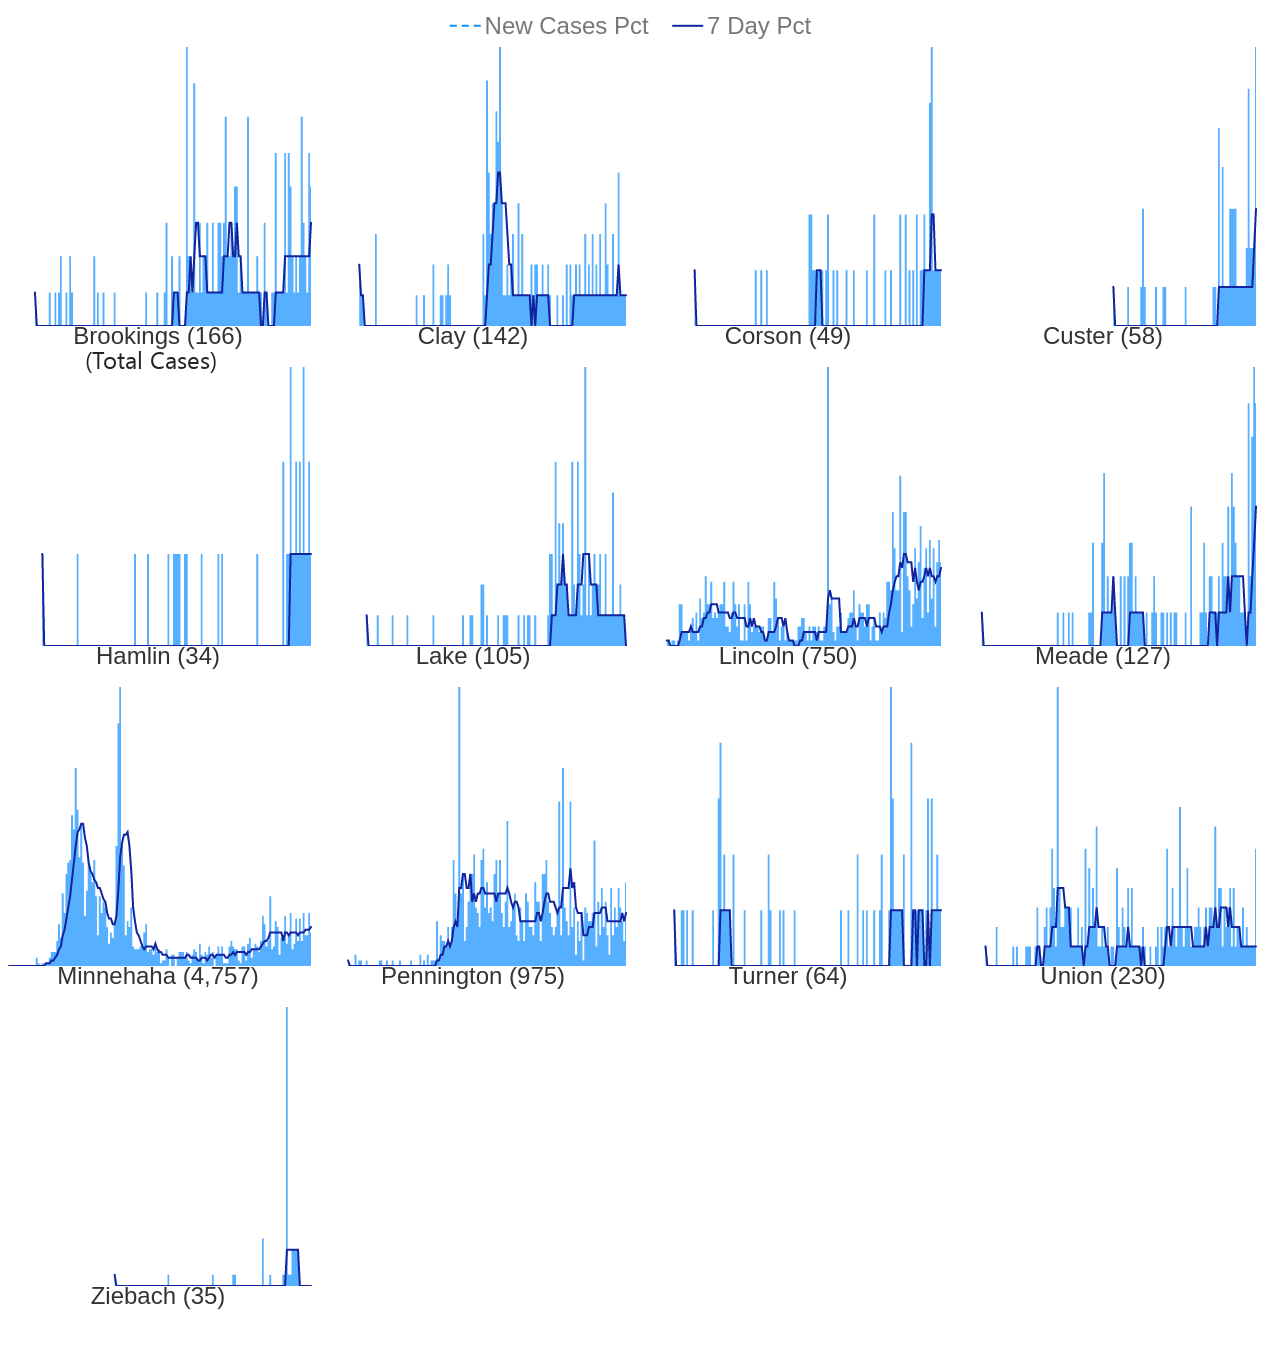 New Cases Pct 7 Day Pct
Brookings (166) Clay (142) Corson (49) Custer (58)
(Total Cases)
Hamlin (34) Lake (105) Lincoln (750) Meade (127)
Minnehaha (4,757) Pennington (975) Turner (64) Union (230)
Ziebach (35)